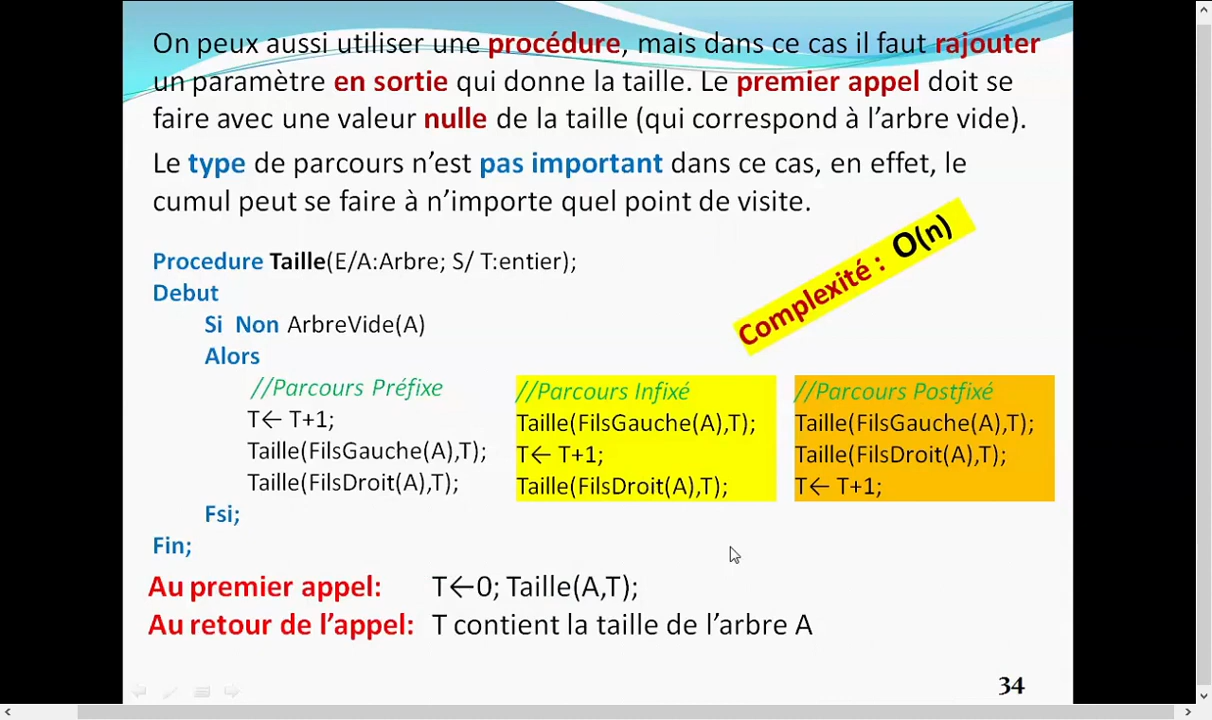 On peux aussi utiliser une procédure, mais dans ce cas il faut rajouter
un paramètre en sortie qui donne la taille. Le premier appel doit se
faire avec une valeur nulle de la taille (qui correspond à l'arbre vide).
Le type de parcours n'est pas important dans ce cas, en effet, le
cumul peut se faire à n'importe quel point de visite.
Complexité : O(n)
Procedure Taille(E/A:Arbre; S/ T:entier);
Debut
Si Non ArbreVide(A)
Alors
//Parcours Préfixe
T← T+1;
Taille(FilsGauche(A),T);
Taille(FilsDroit(A),T);
//Parcours Infixé
Taille(FilsGauche(A),T);
T← T+1;
Taille(FilsDroit(A),T);
//Parcours Postfixé
Taille(FilsGauche(A),T);
Taille(FilsDroit(A),T);
T← T+1;
Fsi;
Fin;
Au premier appel: T←0; Taille(A,T);
Au retour de l'appel: T contient la taille de l'arbre A
34